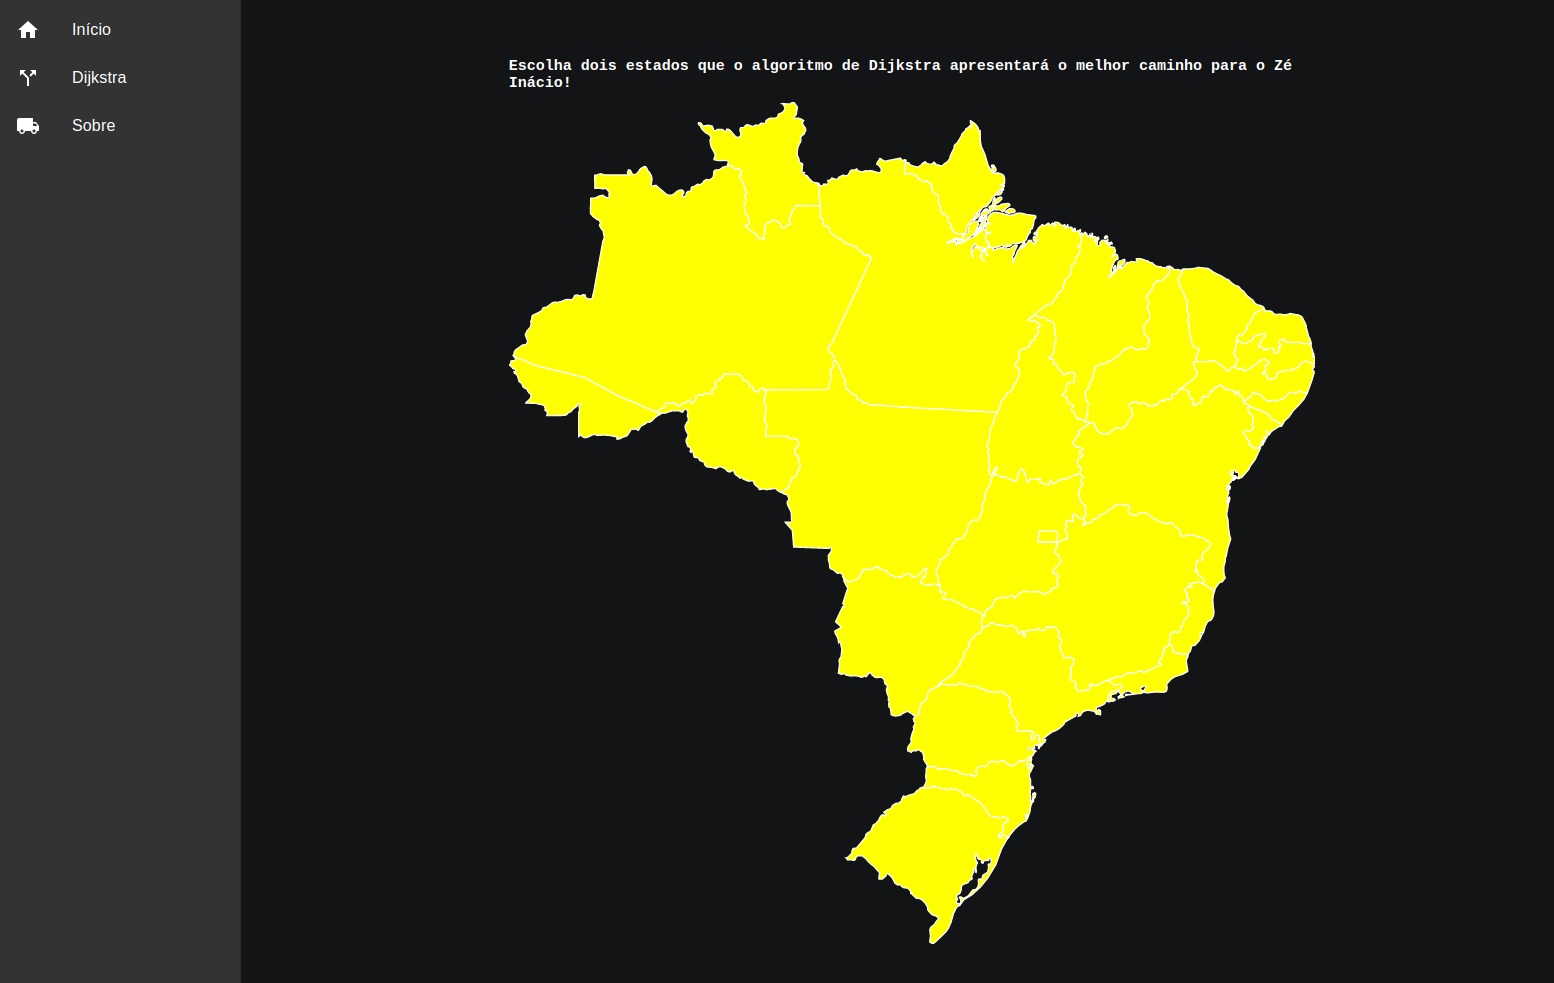 Início
Dijkstra
Sobre
Escolha dois estados que o algoritmo de Dijkstra apresentará o melhor caminho para o Zé
Inácio!